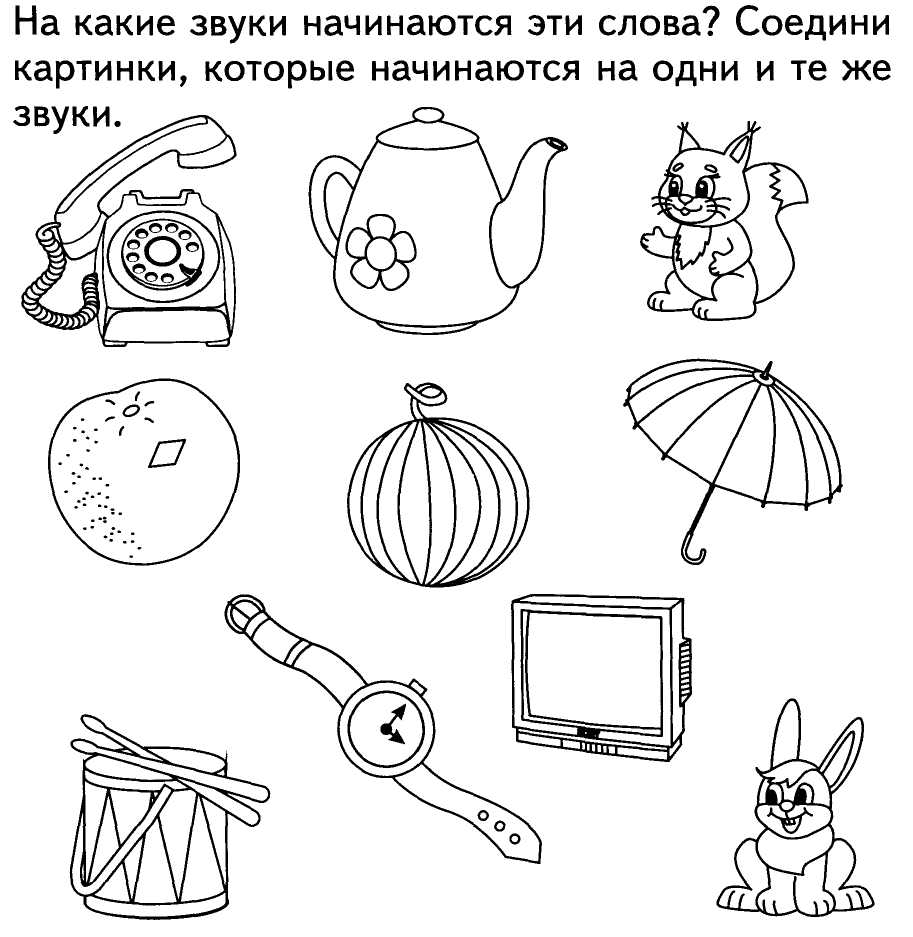 На какие звуки начинаются эти слова? Соедини
картинки, которые начинаются на одни и те же
звуки.